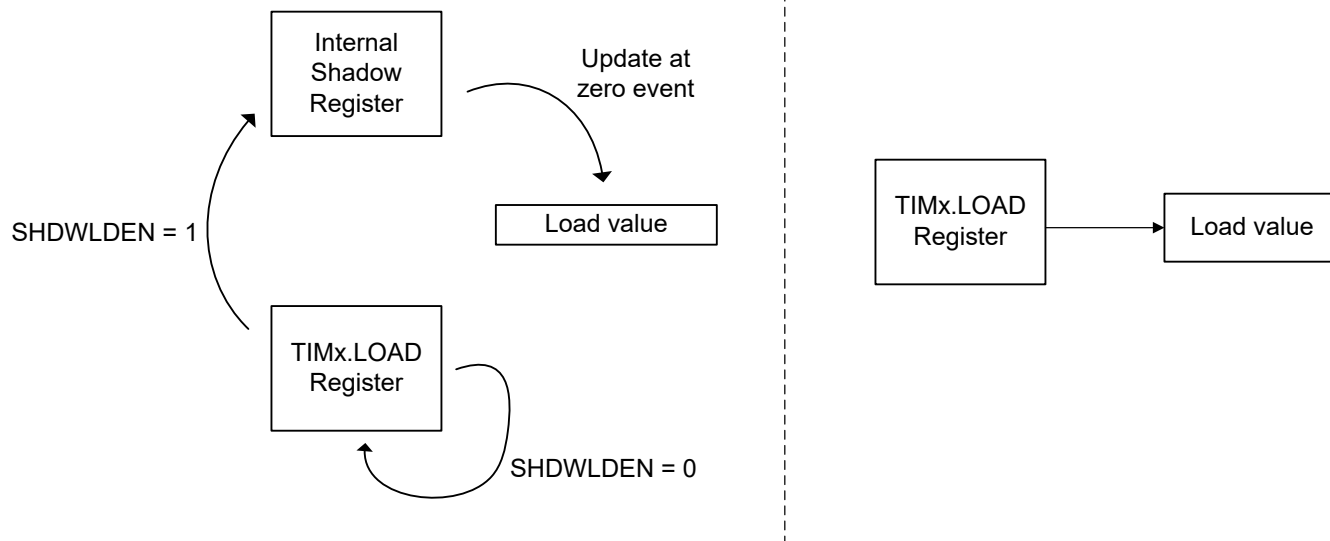 Internal
Shadow
Register
Update at
zero event
Load value
SHDWLDEN = 1
TIMx.LOAD
Register
SHDWLDEN = 0
TIMx.LOAD
Register
Load value